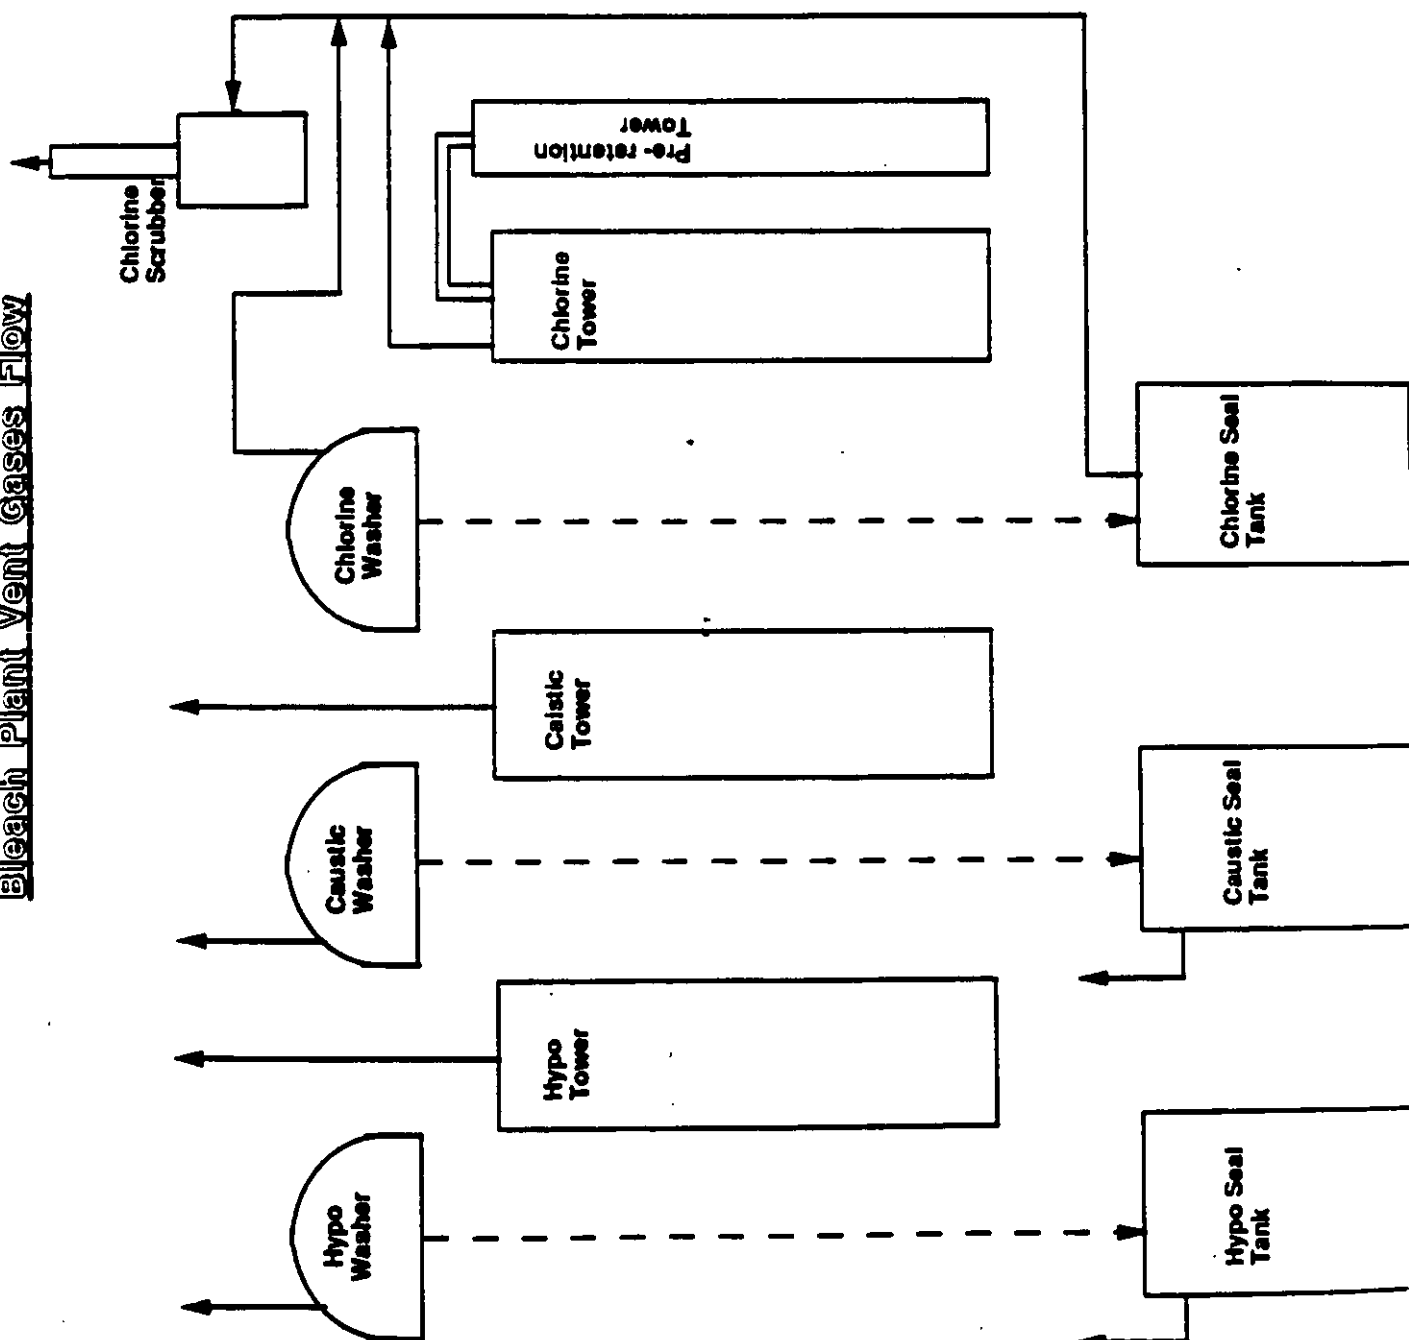 Bleach Plant Vent Gases Flow
Chlorine
Scrubber
Pre- retention
Tower
Chlorine
Tower
Chlorine
Washer
Chlorine Seal
Tank
Caistic
Tower
Caustic
Washer
Caustic Seal
Tank
Hypo
Tower
Hypo
Washer
Hypo Seal
Tank